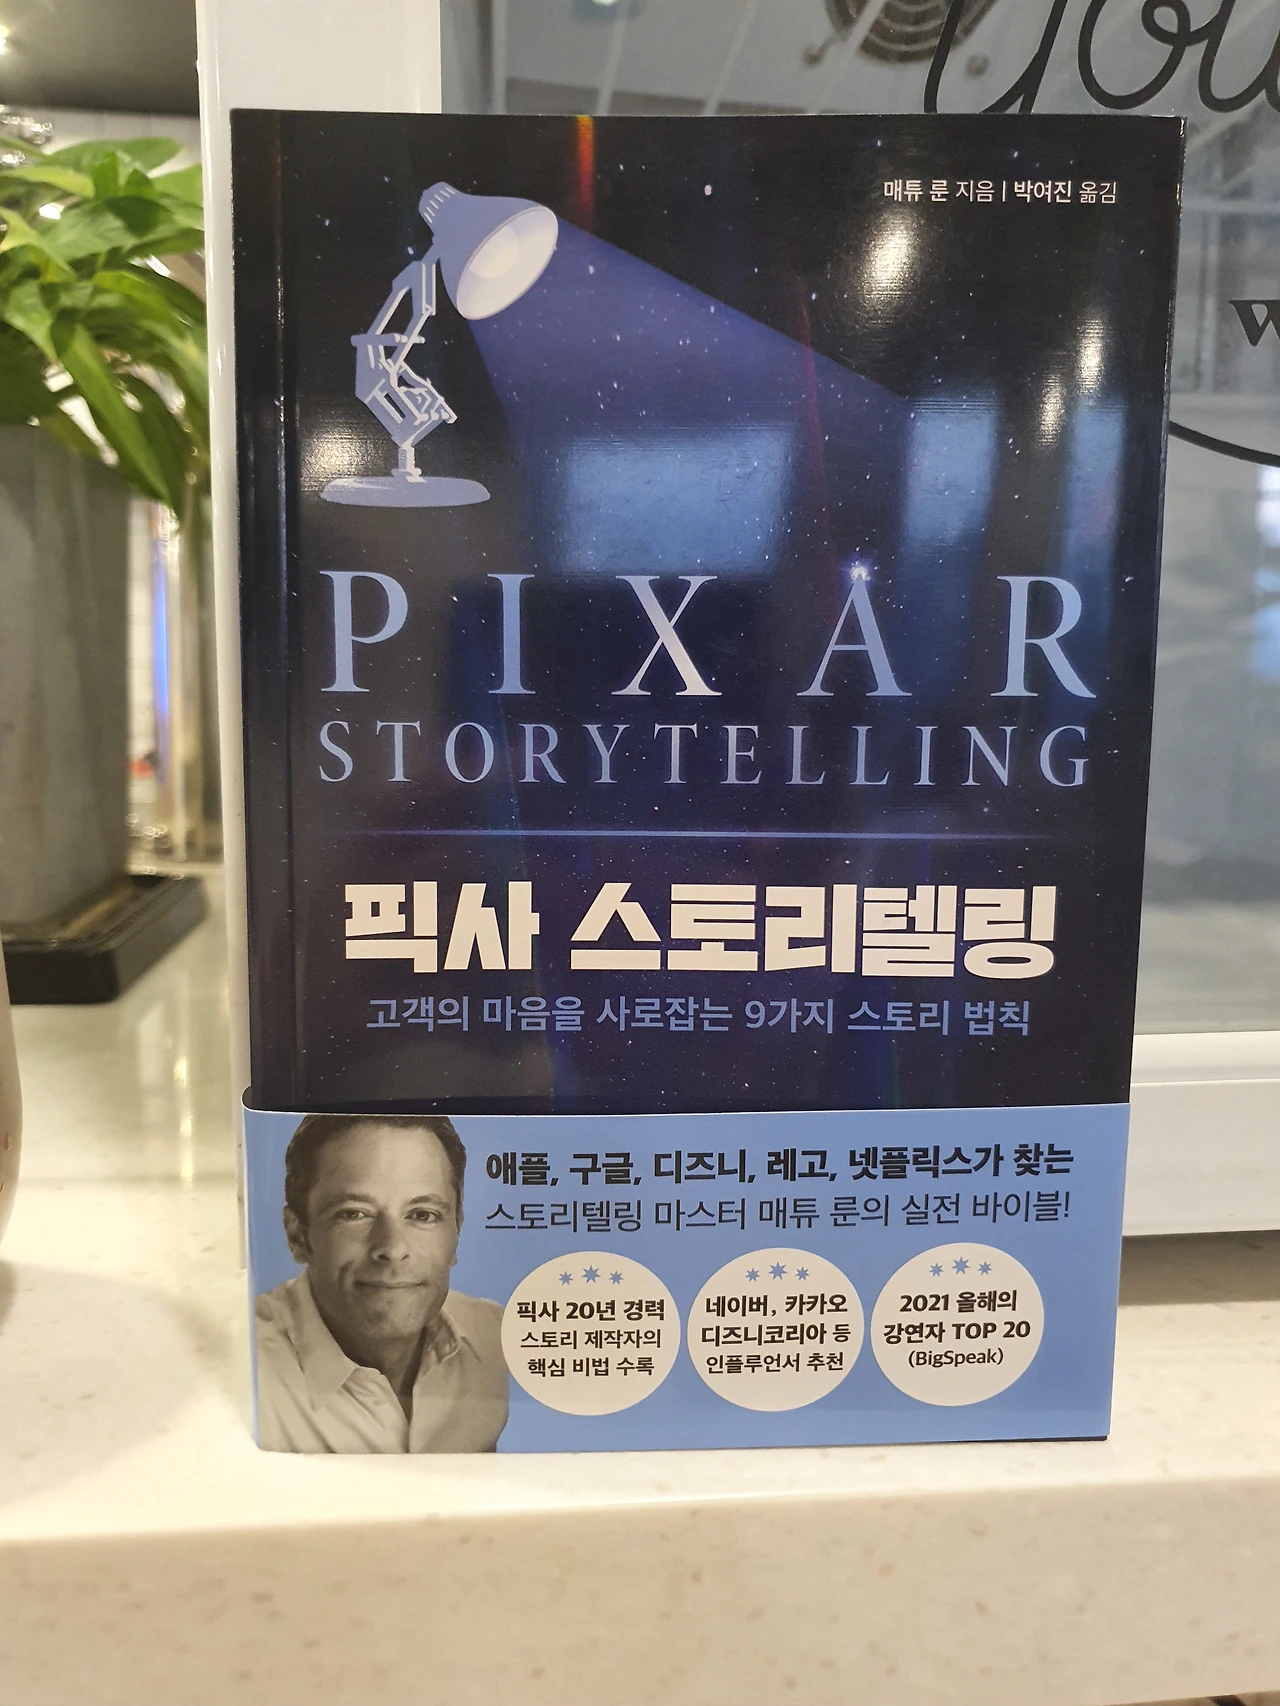 You
w
매튜 룬 지음 | 박여진 옮김
PIXAR
STORYTELLING
픽사 스토리텔링
고객의 마음을 사로잡는 9가지 스토리 법칙
애플, 구글, 디즈니, 레고, 넷플릭스가 찾는
스토리텔링 마스터 매튜 룬의 실전 바이블!
픽사 20년 경력
스토리 제작자의
핵심 비법 수록
네이버, 카카오
디즈니코리아 등
인플루언서 추천
2021 올해의
강연자 TOP 20
(BigSpeak)